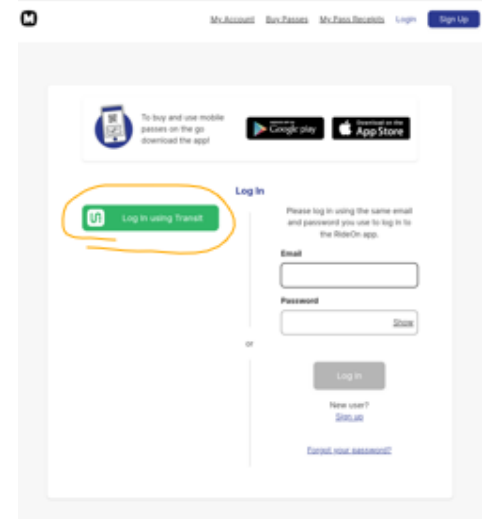 M
My Account Buy Passes My Pass Receipts Login Sign Up
To buy and use mobile
passes on the go
download the app!
Google play
Download on the
App Store
Log In
Log in using Transit
Please log in using the same email
and password you use to log in to
the RideOn app.
Email
Password
Show
or
Log In
New user?
Sign up
Forgot your password?